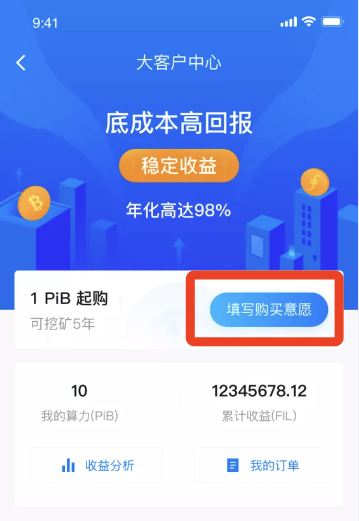 9:41
大客户中心
底成本高回报
稳定收益
年化高达98%
1 PiB 起购
可挖矿5年
填写购买意愿
10
12345678.12
我的算力(PiB)
累计收益(FIL)
收益分析
我的订单